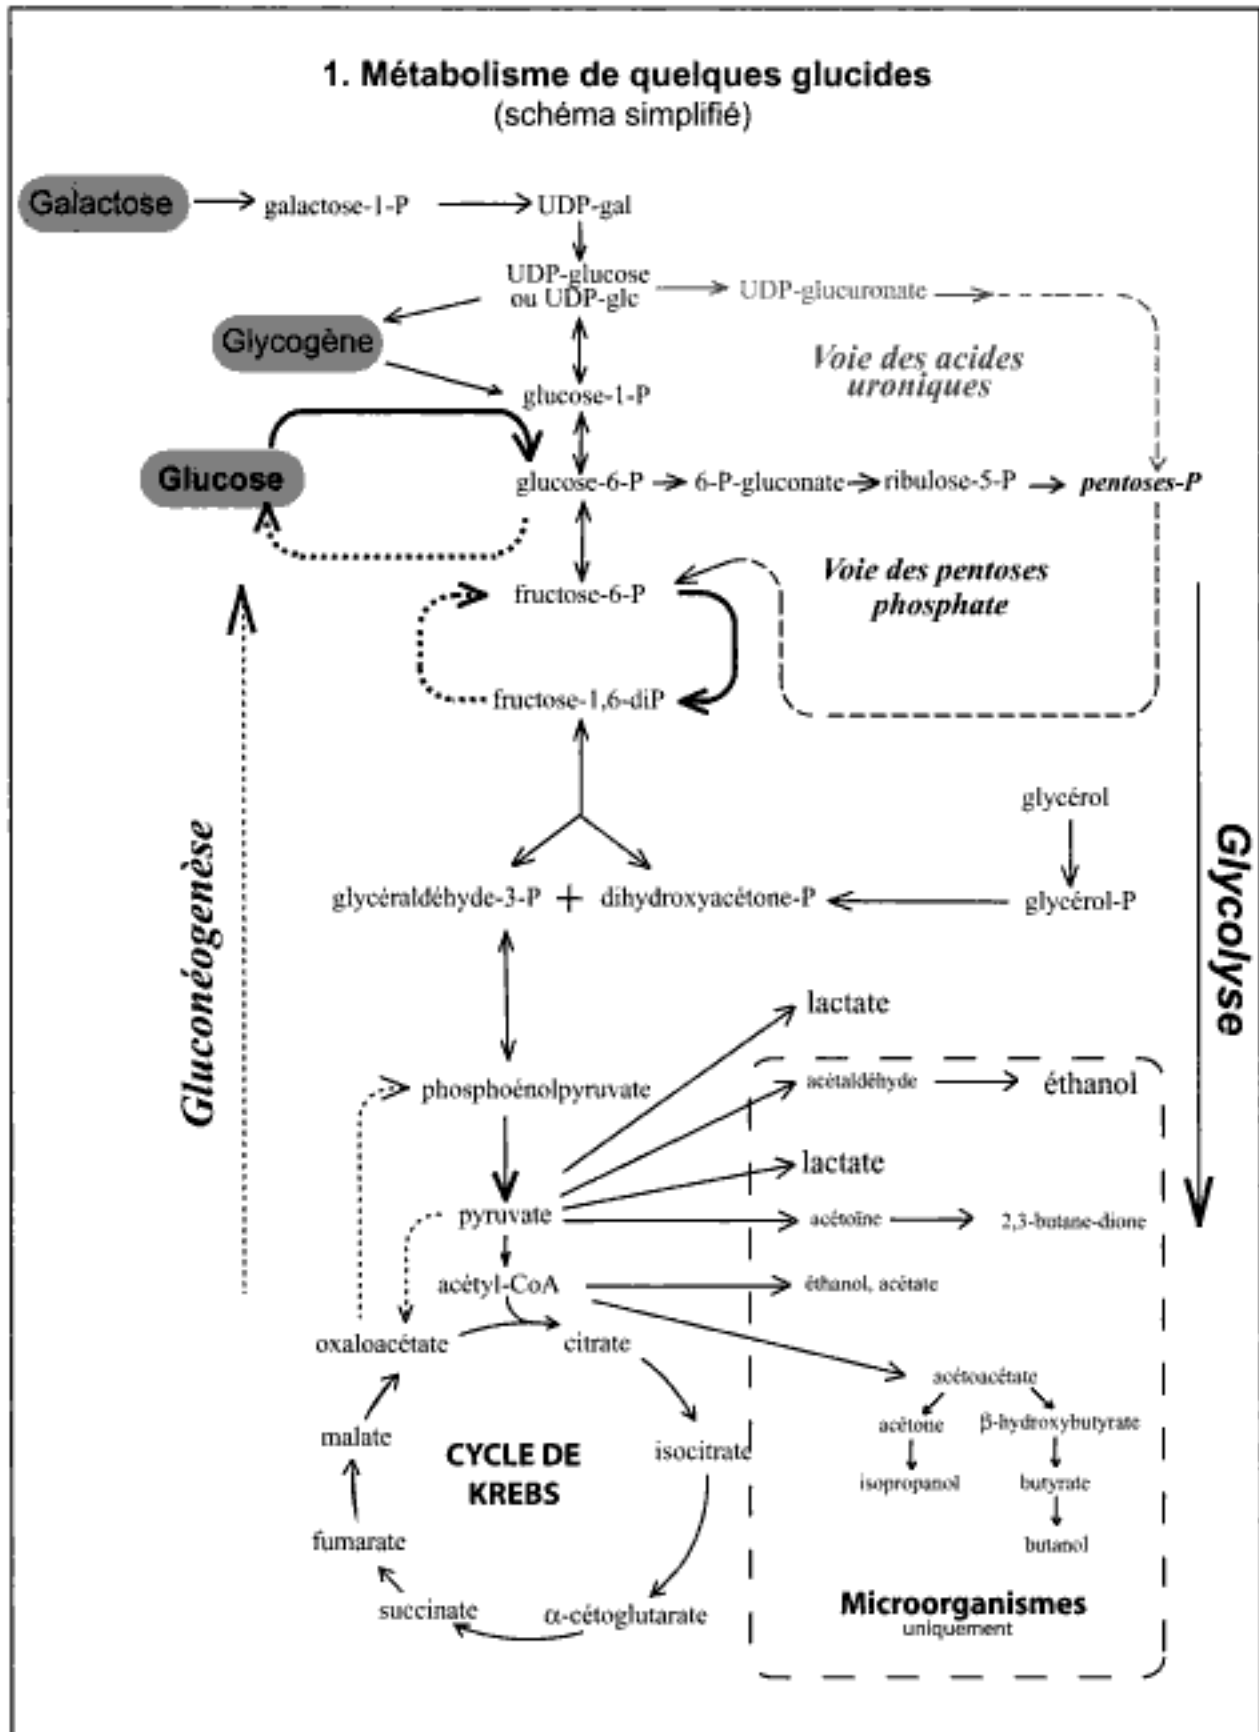 1. Métabolisme de quelques glucides
(schéma simplifié)
Galactose
galactose-1-P
UDP-gal
UDP-glucose
ou UDP-glc
UDP-glucuronate
Glycogène
Voie des acides
uroniques
glucose-1-P
Glucose
glucose-6-P
6-P-gluconate
ribulose-5-P
pentoses-P
Voie des pentoses
phosphate
fructose-6-P
fructose-1,6-diP
glycérol
Gluconéogenèse
Glycolyse
glycéraldéhyde-3-P + dihydroxyacétone-P
glycérol-P
lactate
phosphoénolpyruvate
acétaldéhyde
éthanol
lactate
pyruvate
acétoïne
2,3-butane-dione
acétyl-CoA
éthanol, acétate
oxaloacétate
citrate
acétoacétate
malate
acétone
β-hydroxybutyrate
CYCLE DE
KREBS
isocitrate
isopropanol
butyrate
fumarate
butanol
succinate
α-cétoglutarate
Microorganismes
uniquement